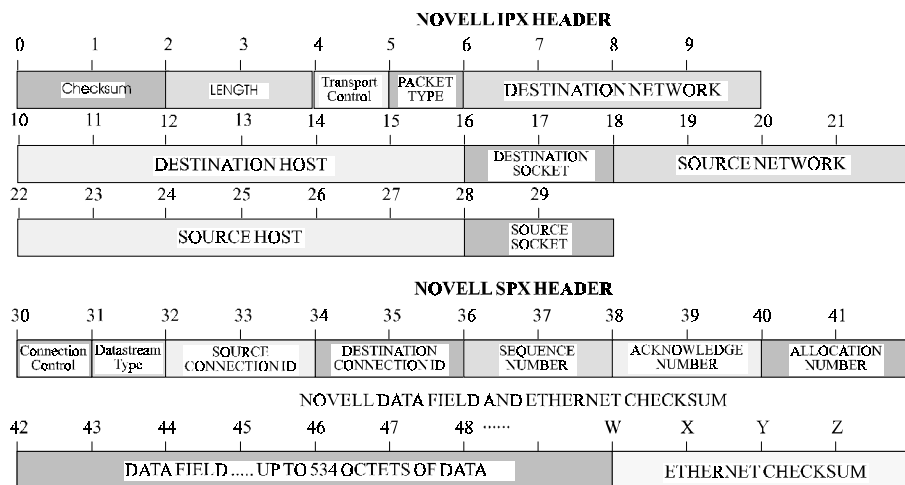 NOVELL IPX HEADER
0 1 2 3 4 5 6 7 8 9
Checksum LENGTH Transport Control PACKET TYPE DESTINATION NETWORK
10 11 12 13 14 15 16 17 18 19 20 21
DESTINATION HOST DESTINATION SOCKET SOURCE NETWORK
22 23 24 25 26 27 28 29
SOURCE HOST SOURCE SOCKET
NOVELL SPX HEADER
30 31 32 33 34 35 36 37 38 39 40 41
Connection Control Datastream Type SOURCE CONNECTION ID DESTINATION CONNECTION ID SEQUENCE NUMBER ACKNOWLEDGE NUMBER ALLOCATION NUMBER
NOVELL DATA FIELD AND ETHERNET CHECKSUM
42 43 44 45 46 47 48 ...... W X Y Z
DATA FIELD ..... UP TO 534 OCTETS OF DATA ETHERNET CHECKSUM